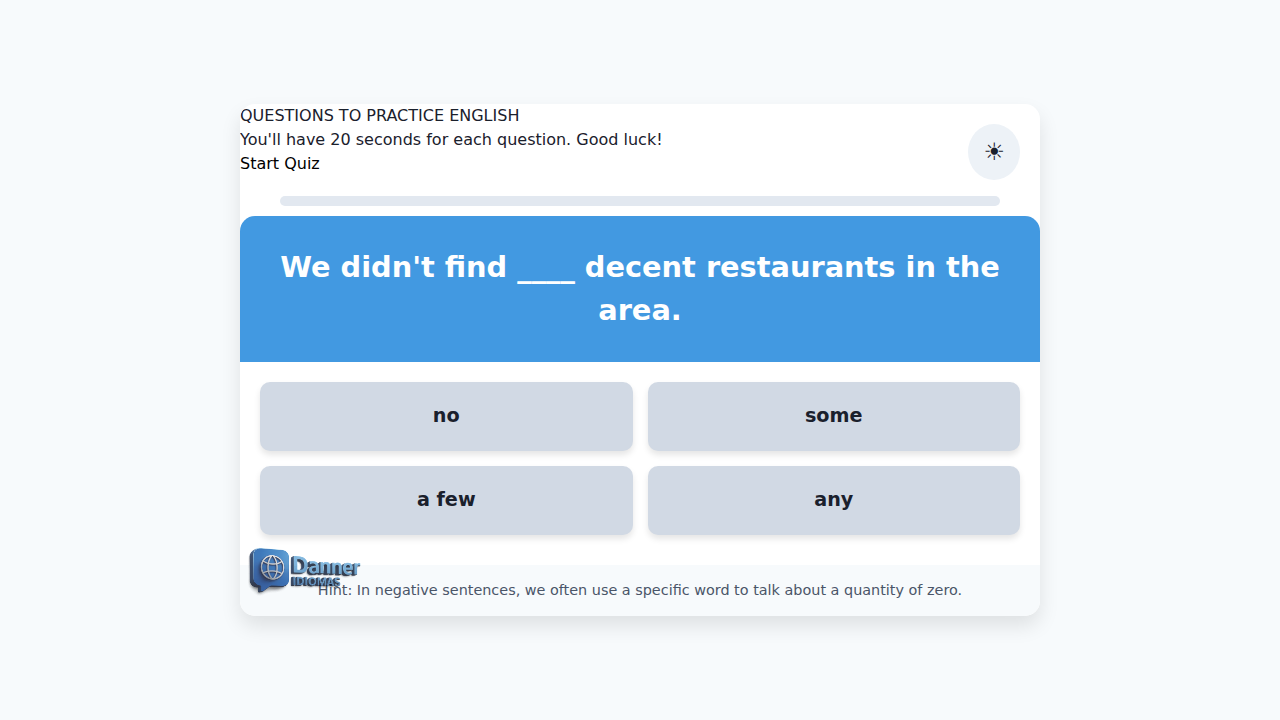 QUESTIONS TO PRACTICE ENGLISH
You'll have 20 seconds for each question. Good luck!
Start Quiz
We didn't find ____ decent restaurants in the
area.
no
some
a few
any
Danner
IDIOMAS
Hint: In negative sentences, we often use a specific word to talk about a quantity of zero.